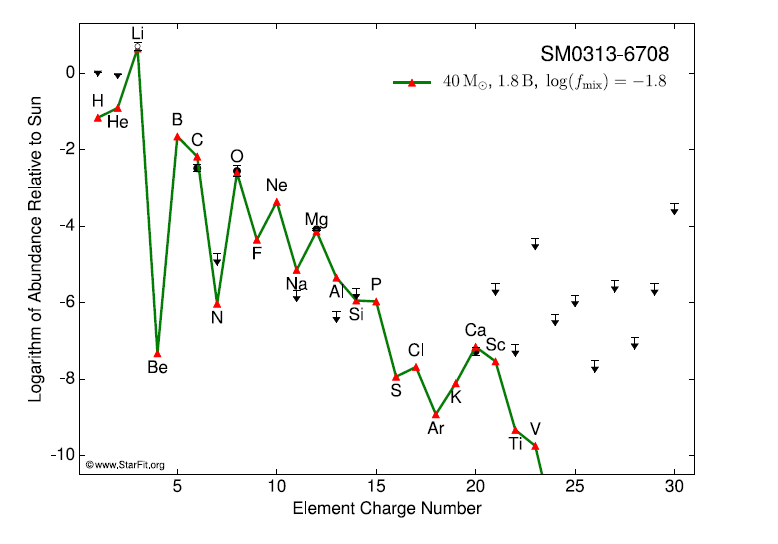 SM0313-6708
40 M☉, 1.8 B, log(f_mix) = −1.8
Logarithm of Abundance Relative to Sun
0
-2
-4
-6
-8
-10
H
He
Li
Be
B
C
N
O
F
Ne
Na
Mg
Al
Si
P
S
Cl
Ar
K
Ca
Sc
Ti
V
©www.StarFit.org
5 10 15 20 25 30
Element Charge Number